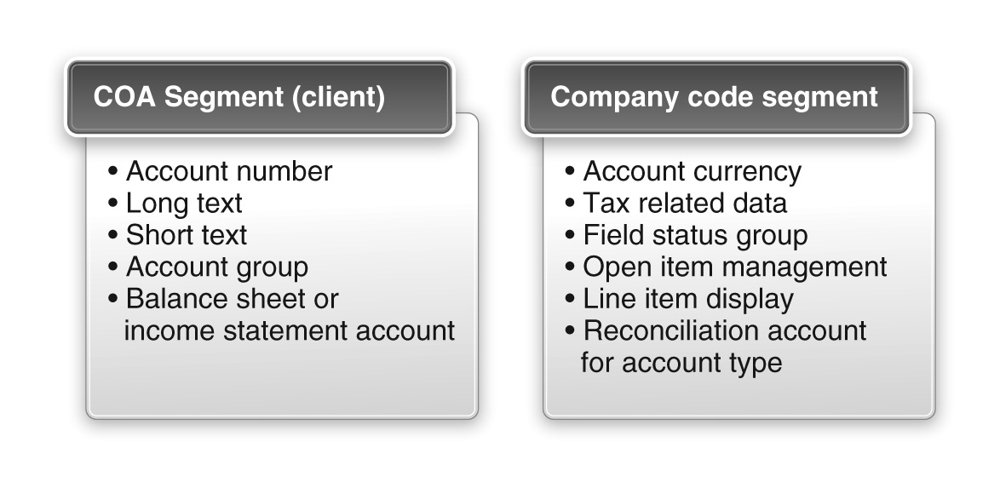 COA Segment (client)
• Account number
• Long text
• Short text
• Account group
• Balance sheet or
income statement account
Company code segment
• Account currency
• Tax related data
• Field status group
• Open item management
• Line item display
• Reconciliation account
for account type